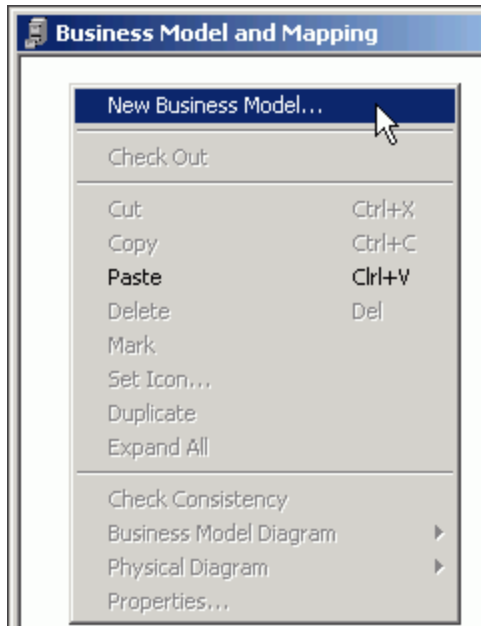 Business Model and Mapping
New Business Model...
Check Out
Cut Ctrl+X
Copy Ctrl+C
Paste Clrl+V
Delete Del
Mark
Set Icon...
Duplicate
Expand All
Check Consistency
Business Model Diagram
Physical Diagram
Properties...